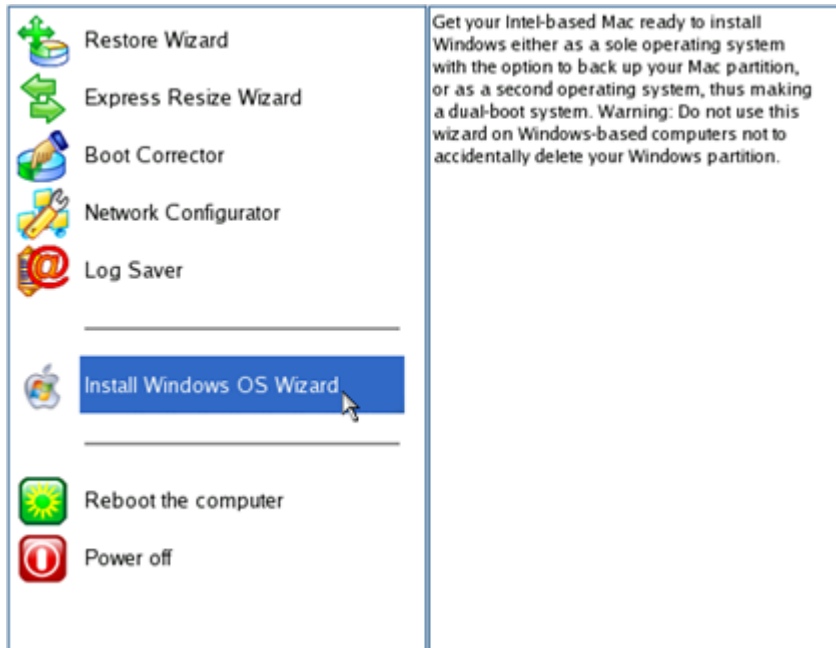 Restore Wizard
Express Resize Wizard
Boot Corrector
Network Configurator
Log Saver
Install Windows OS Wizard
Reboot the computer
Power off
Get your Intel-based Mac ready to install
Windows either as a sole operating system
with the option to back up your Mac partition,
or as a second operating system, thus making
a dual-boot system. Warning: Do not use this
wizard on Windows-based computers not to
accidentally delete your Windows partition.